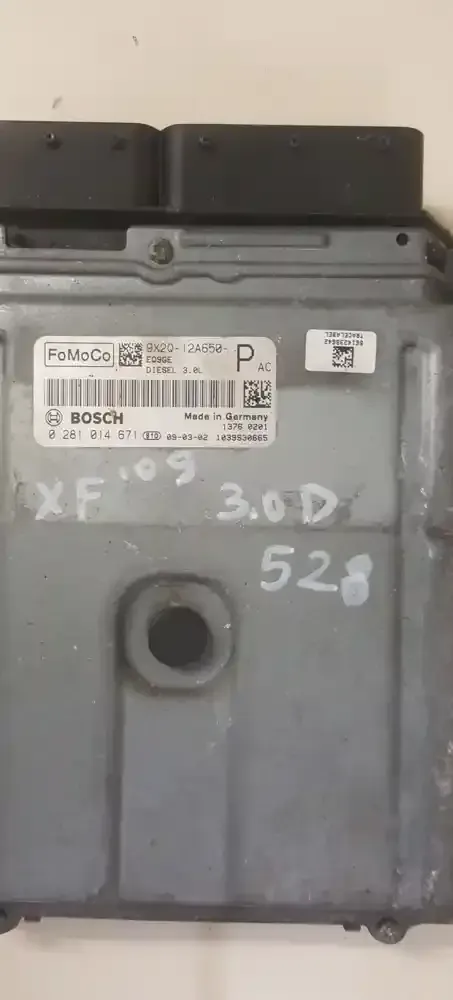 FoMoCo
9X2Q-12A650-
P
AC
EQ9GE
DIESEL 3.0L
BOSCH
Made in Germany
1376 0201
0 281 014 671
09-03-02
1039S30665
TRACELABEL
XF '09
3.0D
528